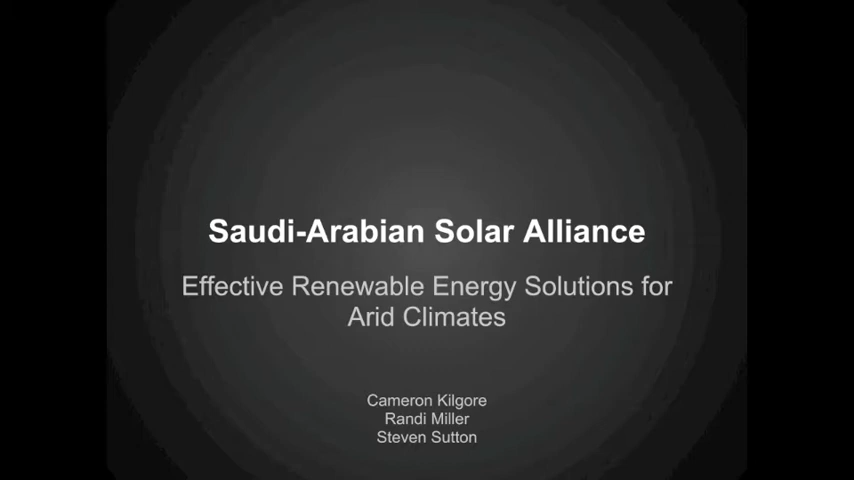 Saudi-Arabian Solar Alliance
Effective Renewable Energy Solutions for
Arid Climates
Cameron Kilgore
Randi Miller
Steven Sutton